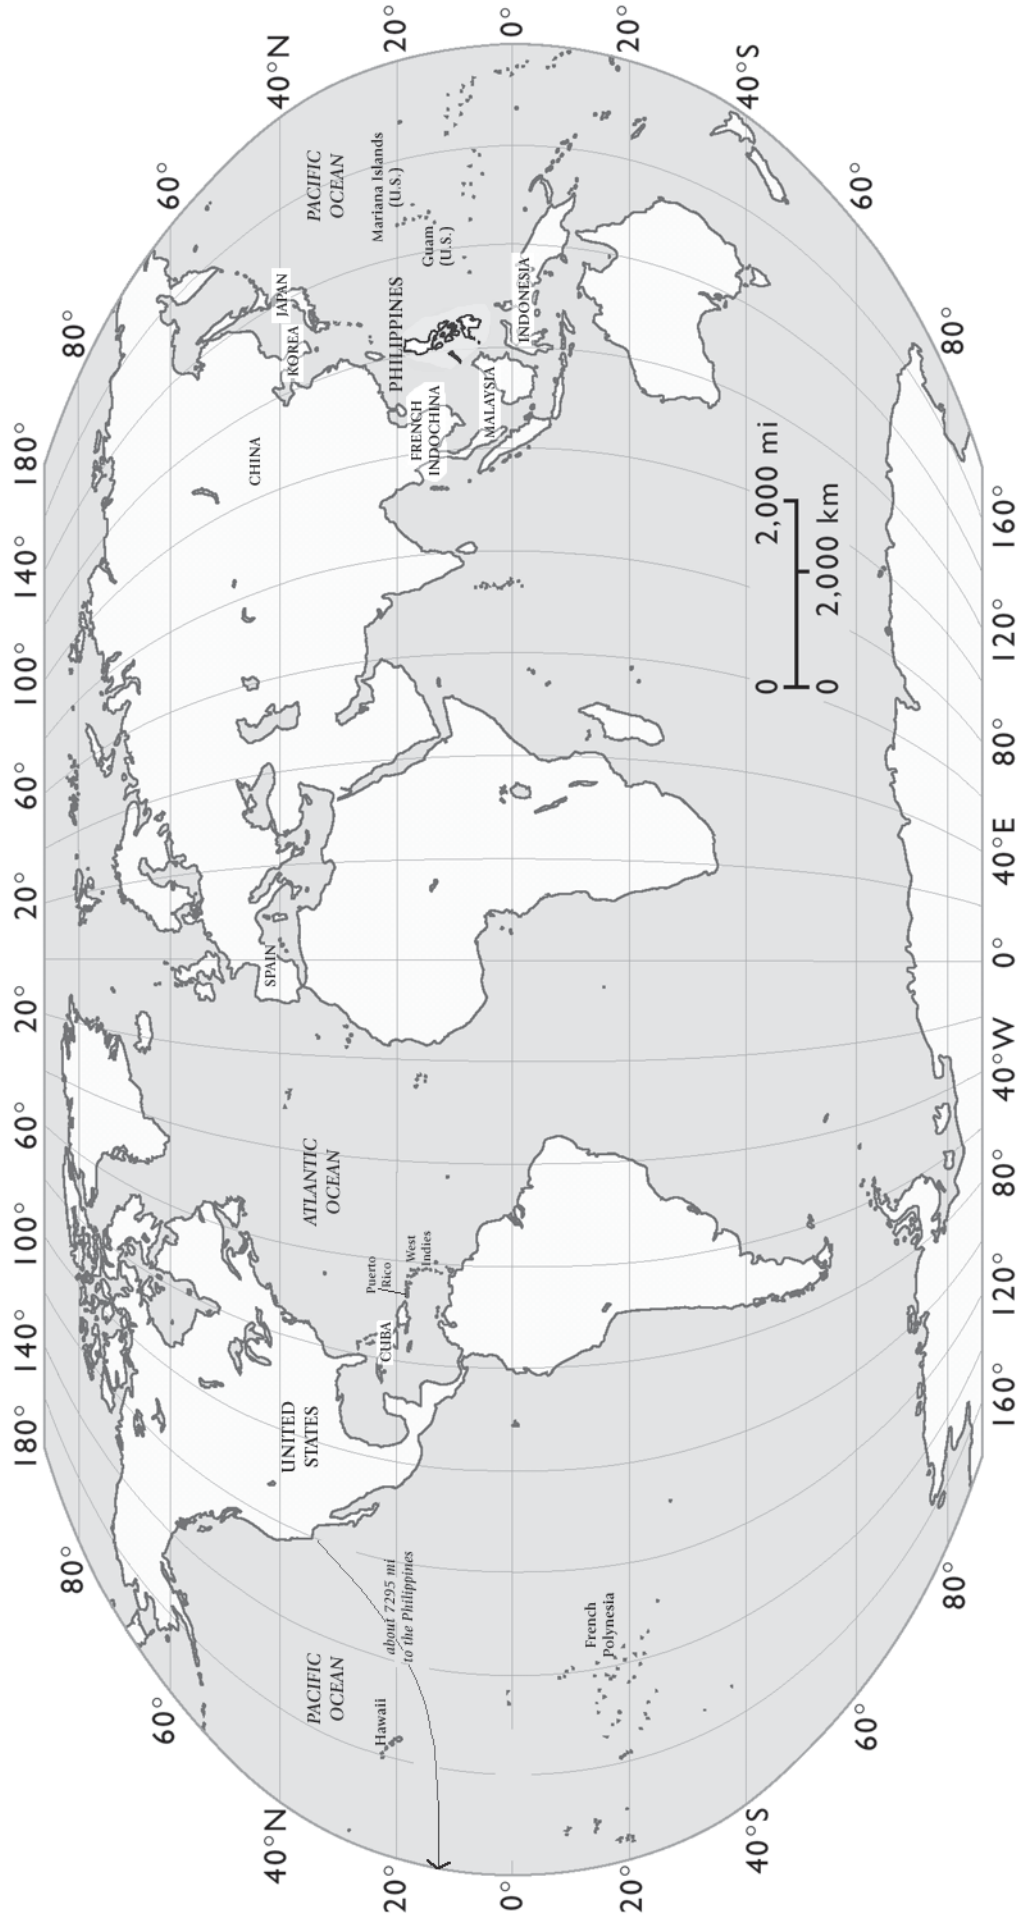 180° 140° 100° 60° 20° 20° 60° 100° 140° 180°
80° 80°
60° 60°
40°N 40°N
20° 20°
0° 0°
20° 20°
40°S 40°S
60° 60°
80° 80°
160° 120° 80° 40°W 0° 40°E 80° 120° 160°
PACIFIC
OCEAN
Hawaii
about 7295 mi
to the Philippines
French
Polynesia
UNITED
STATES
CUBA
Puerto
Rico
West
Indies
ATLANTIC
OCEAN
SPAIN
CHINA
KOREA
JAPAN
FRENCH
INDOCHINA
PHILIPPINES
MALAYSIA
INDONESIA
PACIFIC
OCEAN
Mariana Islands
(U.S.)
Guam
(U.S.)
0 2,000 mi
0 2,000 km